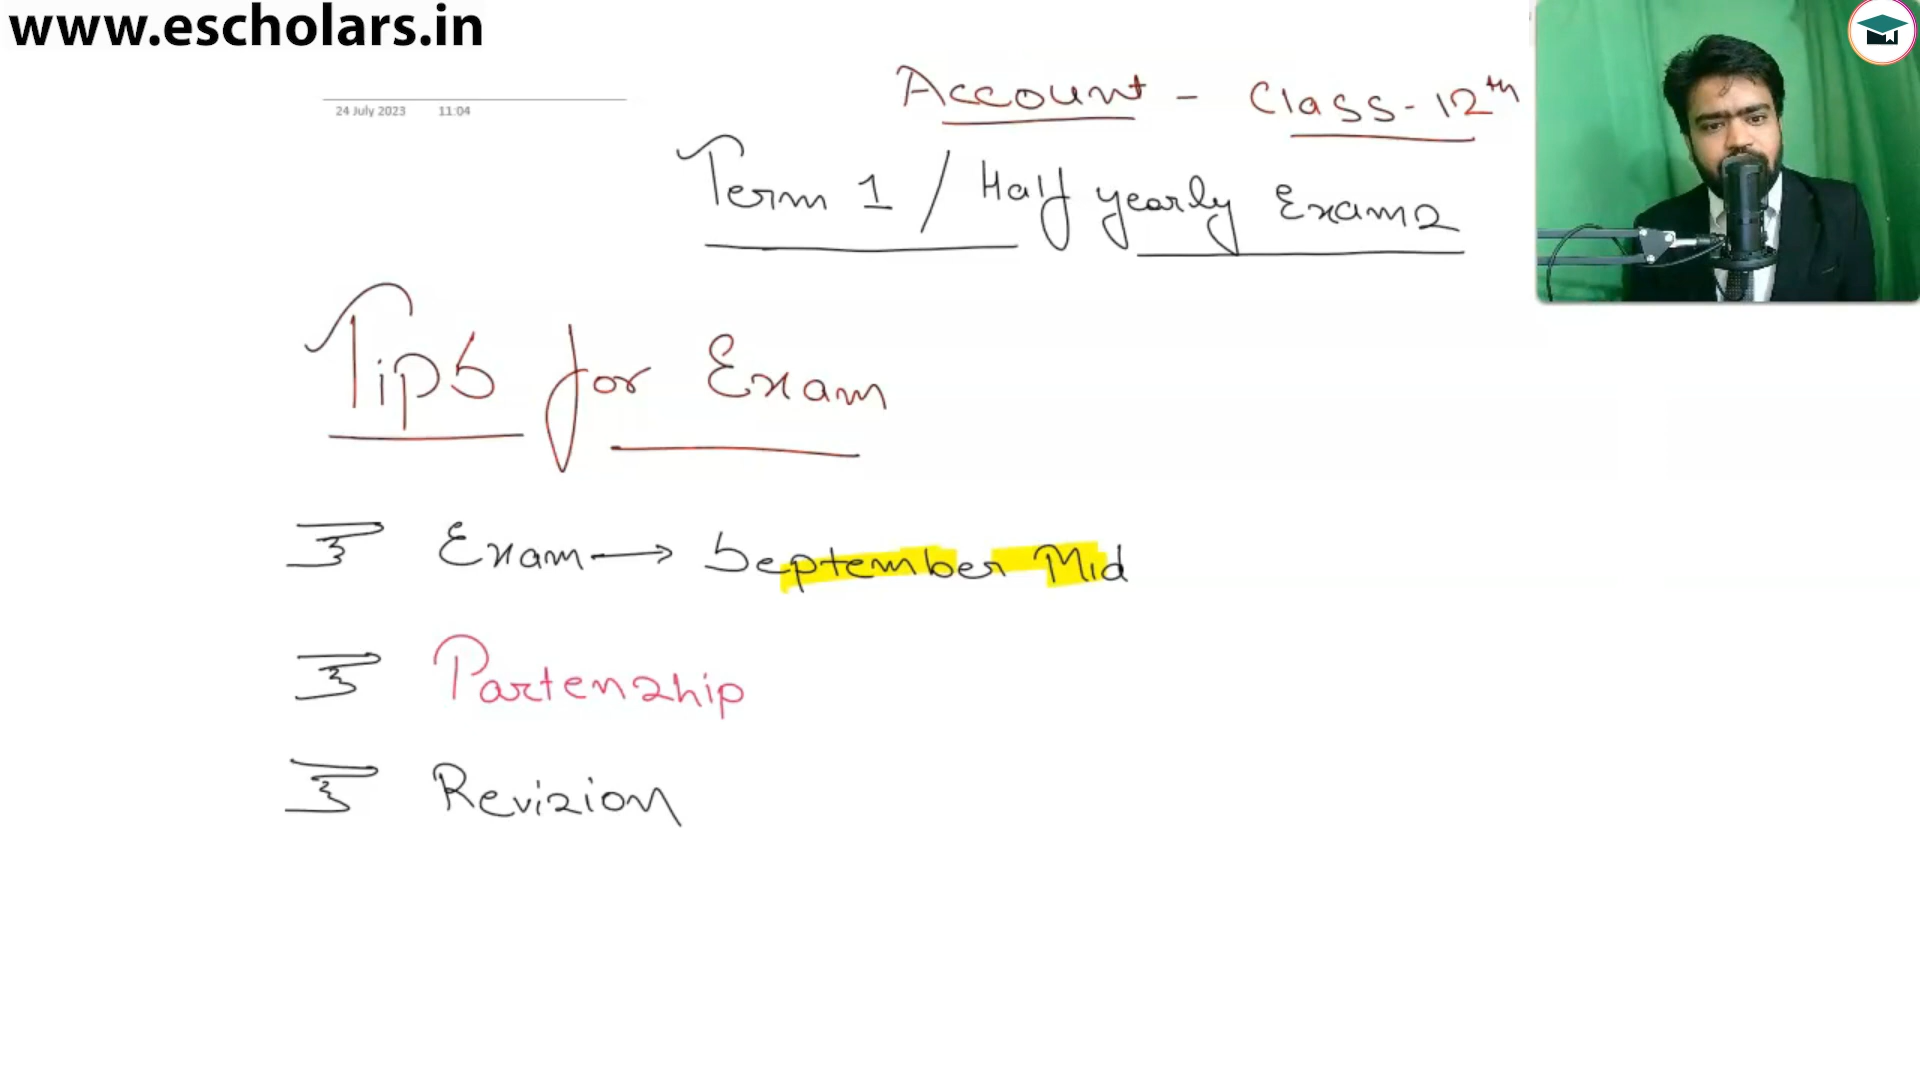 www.escholars.in
24 July 2023 11:04
Account - Class-12th
Term 1 / Half yearly Exams
Tips for Exam
Exam → September Mid
Partenship
Revision